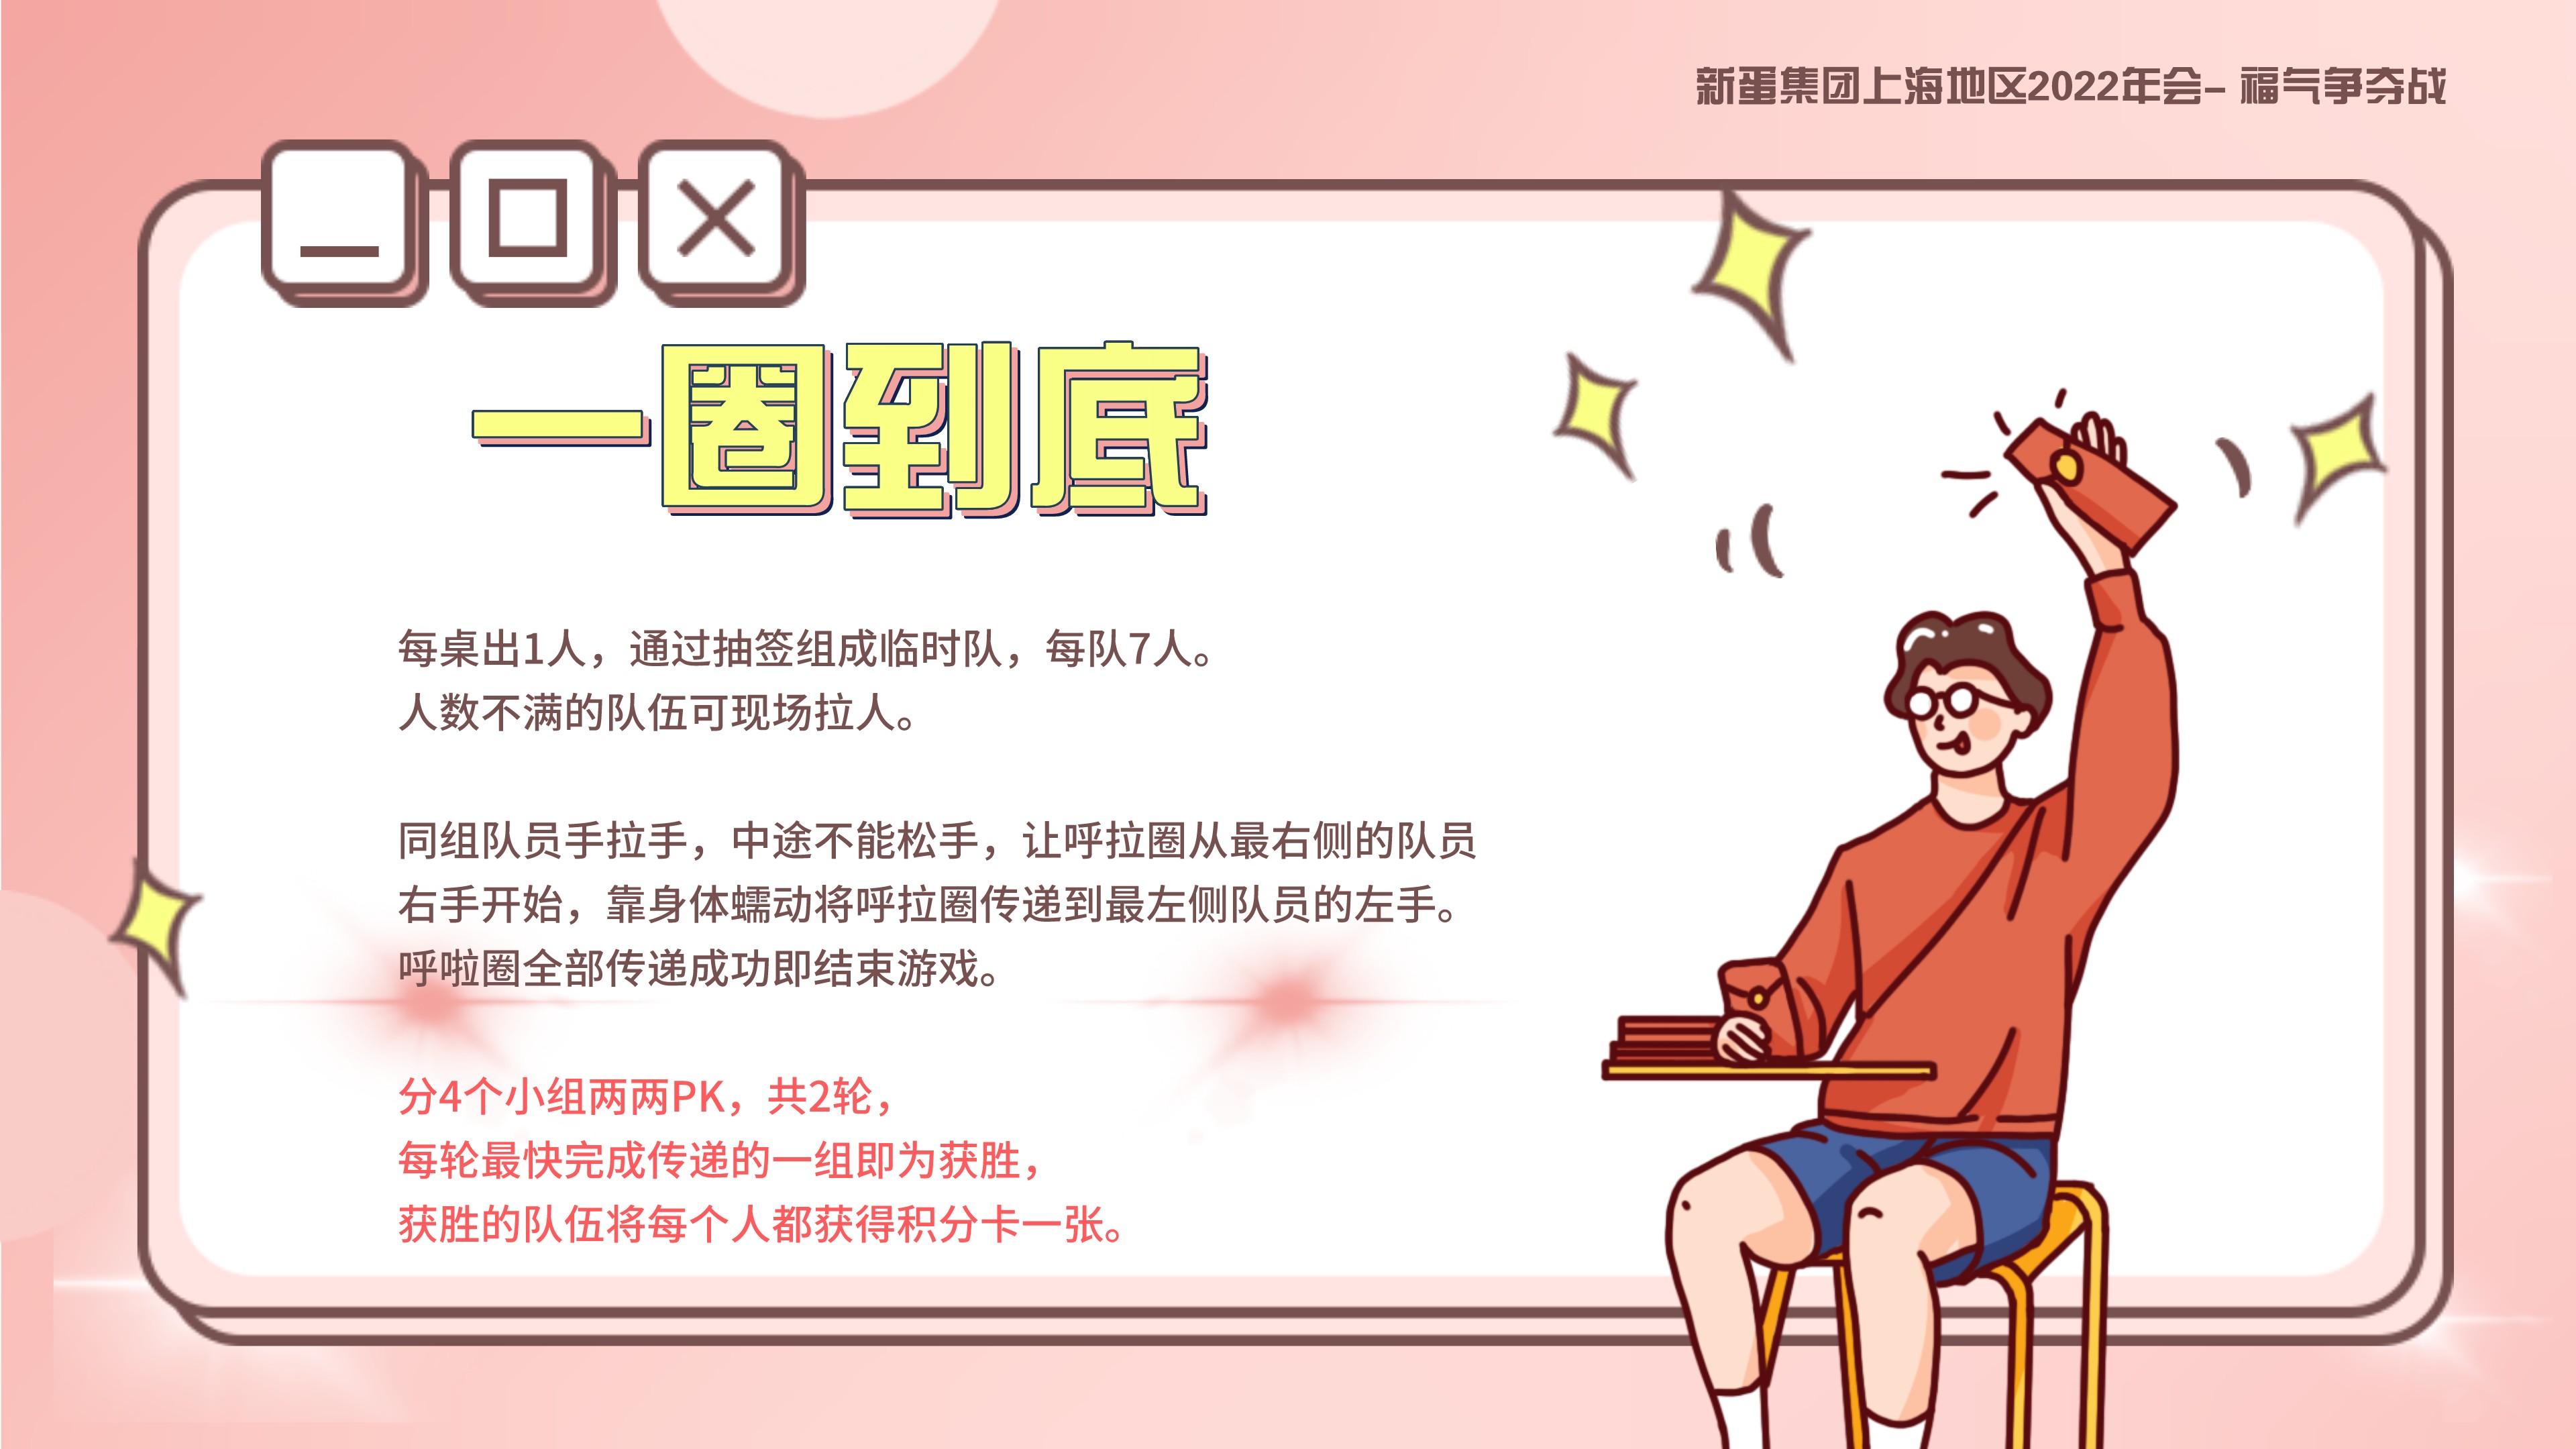 新蛋集团上海地区2022年会- 福气争夺战
一圈到底
每桌出1人，通过抽签组成临时队，每队7人。
人数不满的队伍可现场拉人。
同组队员手拉手，中途不能松手，让呼拉圈从最右侧的队员
右手开始，靠身体蠕动将呼拉圈传递到最左侧队员的左手。
呼啦圈全部传递成功即结束游戏。
分4个小组两两PK，共2轮，
每轮最快完成传递的一组即为获胜，
获胜的队伍将每个人都获得积分卡一张。